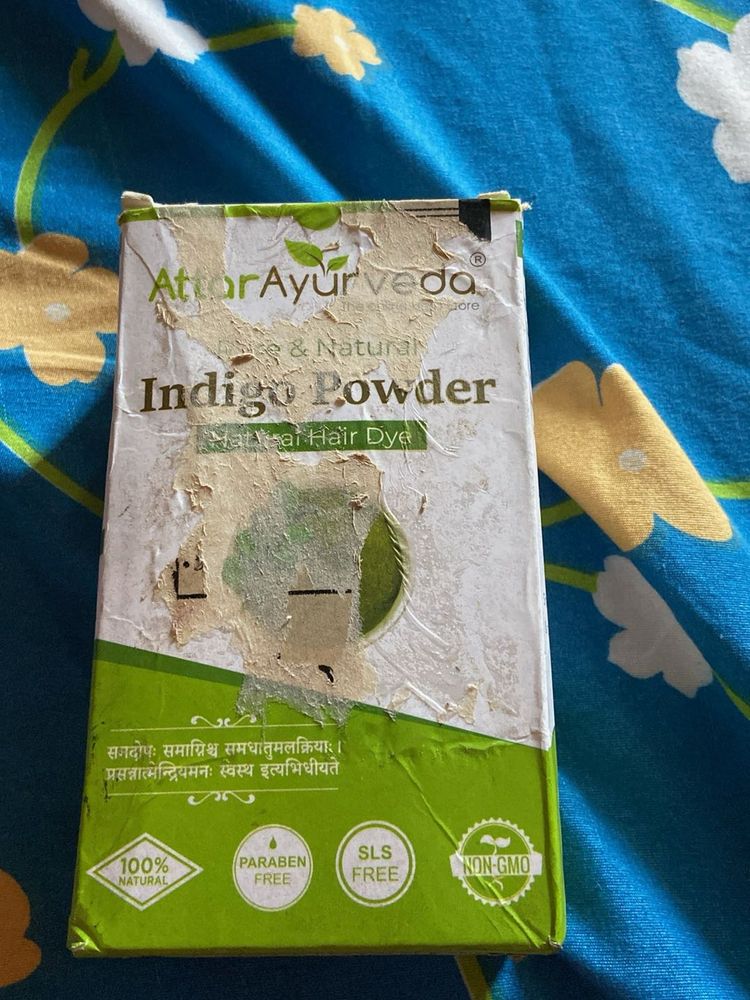 AttarAyurveda®
& Natural
Indigo Powder
Natural Hair Dye
समदोषः समाग्निश्च समधातुमलक्रियाः।
प्रसन्नात्मेन्द्रियमनः स्वस्थ इत्यभिधीयते
100%
NATURAL
PARABEN
FREE
SLS
FREE
NON-GMO